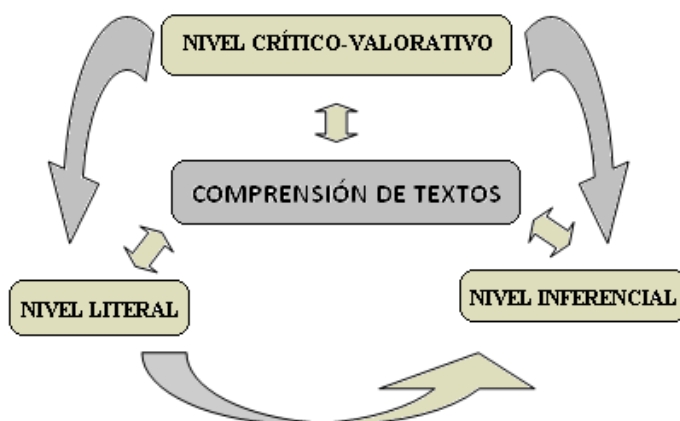 NIVEL CRÍTICO-VALORATIVO
COMPRENSIÓN DE TEXTOS
NIVEL LITERAL
NIVEL INFERENCIAL